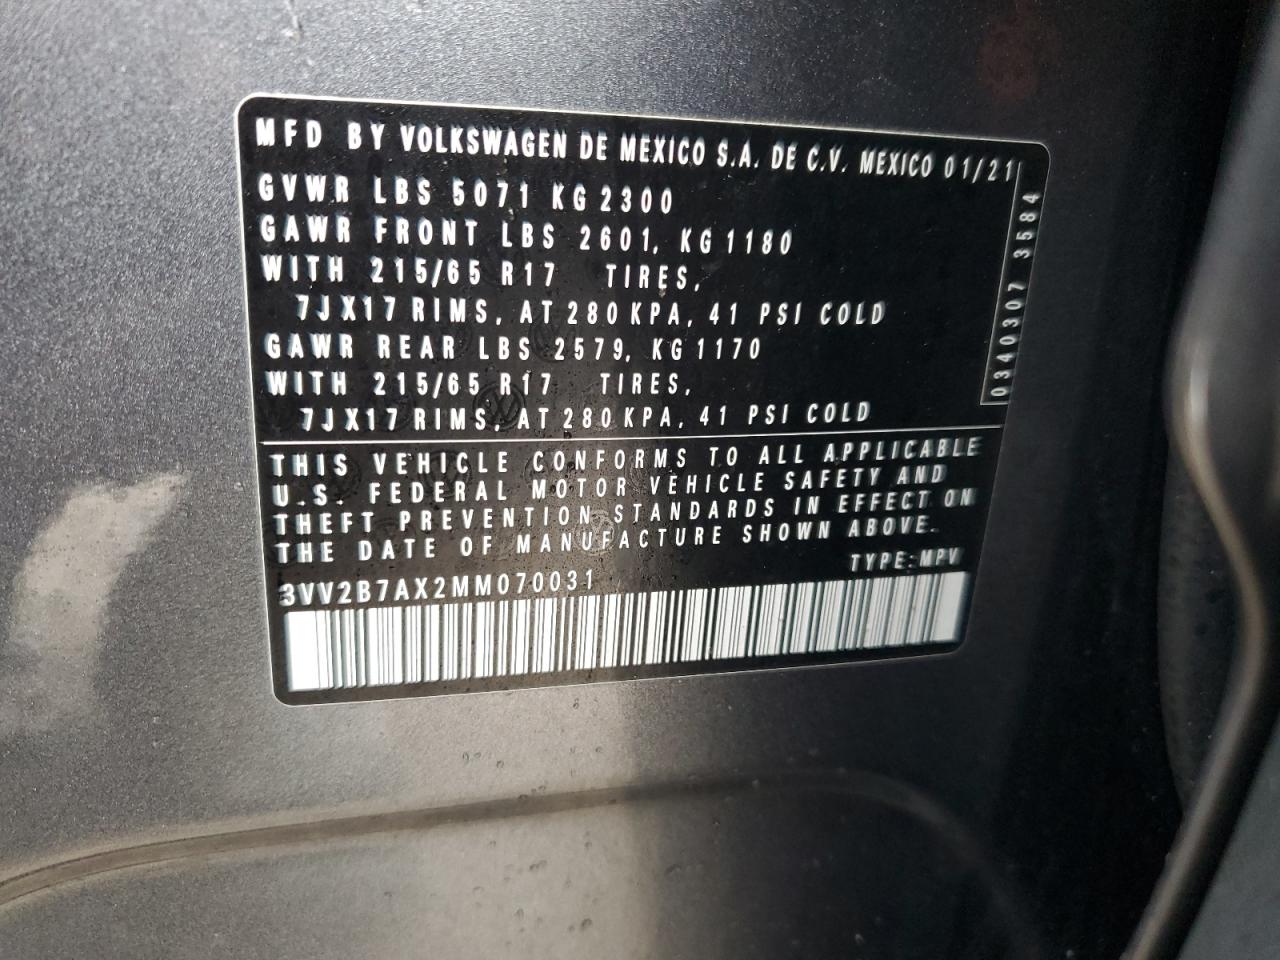 MFD BY VOLKSWAGEN DE MEXICO S.A. DE C.V. MEXICO 01/21
GVWR LBS 5071 KG 2300
GAWR FRONT LBS 2601, KG 1180
WITH 215/65 R17 TIRES,
7JX17 RIMS, AT 280 KPA, 41 PSI COLD
GAWR REAR LBS 2579, KG 1170
WITH 215/65 R17 TIRES,
7JX17 RIMS, AT 280 KPA, 41 PSI COLD
0340307 3584
THIS VEHICLE CONFORMS TO ALL APPLICABLE
U.S. FEDERAL MOTOR VEHICLE SAFETY AND
THEFT PREVENTION STANDARDS IN EFFECT ON
THE DATE OF MANUFACTURE SHOWN ABOVE.
TYPE: MPV
3VV2B7AX2MM070031